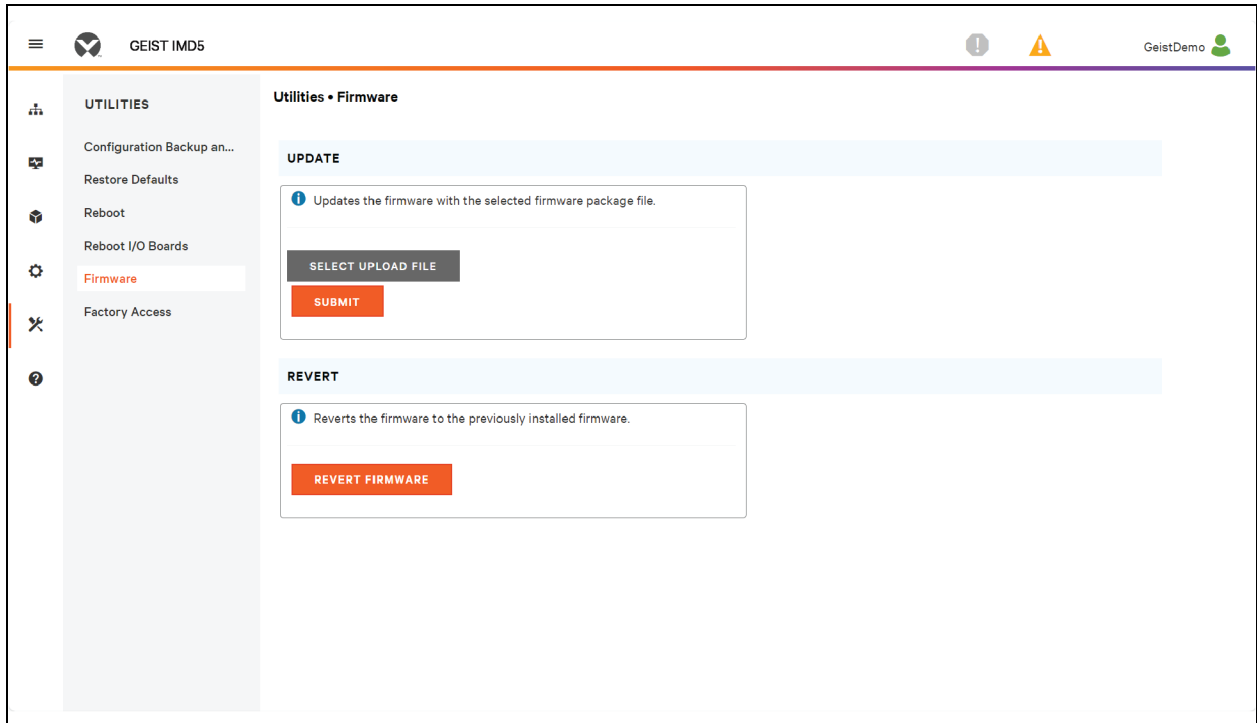 GEIST IMD5
GeistDemo
UTILITIES
Configuration Backup an...
Restore Defaults
Reboot
Reboot I/O Boards
Firmware
Factory Access
Utilities • Firmware
UPDATE
Updates the firmware with the selected firmware package file.
SELECT UPLOAD FILE
SUBMIT
REVERT
Reverts the firmware to the previously installed firmware.
REVERT FIRMWARE